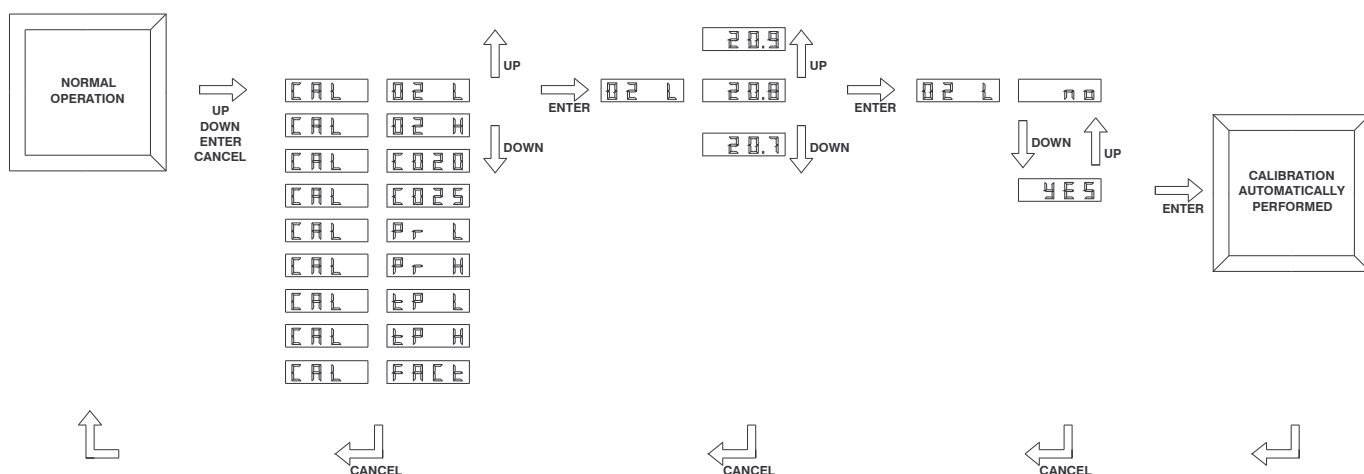 NORMAL
OPERATION
UP
DOWN
ENTER
CANCEL
CAL O2 L
CAL O2 H
CAL CO20
CAL CO25
CAL Pr L
CAL Pr H
CAL tP L
CAL tP H
CAL FACt
UP
DOWN
ENTER
O2 L
20.9
20.8
20.7
UP
DOWN
ENTER
O2 L
no
DOWN
UP
YES
ENTER
CALIBRATION
AUTOMATICALLY
PERFORMED
CANCEL
CANCEL
CANCEL